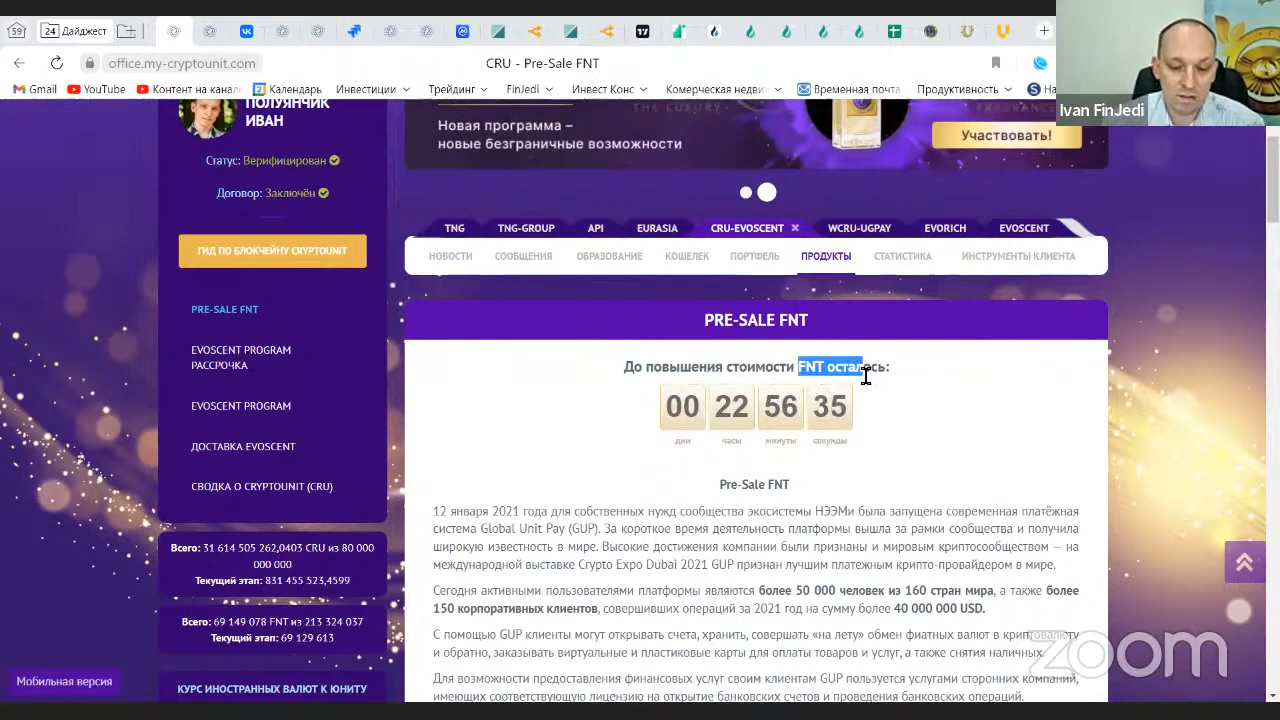 59
24 Дайджест
17
office.my-cryptounit.com
CRU - Pre-Sale FNT
Gmail
YouTube
Контент на канал
Календарь
Инвестиции
Трейдинг
FinJedi
Инвест Конс
Комерческая недви
Временная почта
Продуктивность
На
Ivan FinJedi
ПОЛУЯНЧИК
ИВАН
Статус: Верифицирован
Договор: Заключён
ГИД ПО БЛОКЧЕЙНУ CRYPTOUNIT
PRE-SALE FNT
EVOSCENT PROGRAM
РАССРОЧКА
EVOSCENT PROGRAM
ДОСТАВКА EVOSCENT
СВОДКА О CRYPTOUNIT (CRU)
Всего: 31 614 505 262,0403 CRU из 80 000
000 000
Текущий этап: 831 455 523,4599
Всего: 69 149 078 FNT из 213 324 037
Текущий этап: 69 129 613
КУРС ИНОСТРАННЫХ ВАЛЮТ К ЮНИТУ
Мобильная версия
THE LUXURY
Новая программа –
новые безграничные возможности
Участвовать!
TNG
TNG-GROUP
API
EURASIA
CRU-EVOSCENT
WCRU-UGPAY
EVORICH
EVOSCENT
НОВОСТИ
СООБЩЕНИЯ
ОБРАЗОВАНИЕ
КОШЕЛЕК
ПОРТФЕЛЬ
ПРОДУКТЫ
СТАТИСТИКА
ИНСТРУМЕНТЫ КЛИЕНТА
PRE-SALE FNT
До повышения стоимости FNT осталось:
00 22 56 35
дни часы минуты секунды
Pre-Sale FNT
12 января 2021 года для собственных нужд сообщества экосистемы НЭЭМи была запущена современная платёжная
система Global Unit Pay (GUP). За короткое время деятельность платформы вышла за рамки сообщества и получила
широкую известность в мире. Высокие достижения компании были признаны и мировым криптосообществом — на
международной выставке Crypto Expo Dubai 2021 GUP признан лучшим платежным крипто-провайдером в мире.
Сегодня активными пользователями платформы являются более 50 000 человек из 160 стран мира, а также более
150 корпоративных клиентов, совершивших операций за 2021 год на сумму более 40 000 000 USD.
С помощью GUP клиенты могут открывать счета, хранить, совершать «на лету» обмен фиатных валют в криптовалюту
и обратно, заказывать виртуальные и пластиковые карты для оплаты товаров и услуг, а также снятия наличных.
Для возможности предоставления финансовых услуг своим клиентам GUP пользуется услугами сторонних компаний,
имеющих соответствующую лицензию на открытие банковских счетов и проведения банковских операций.
zoom